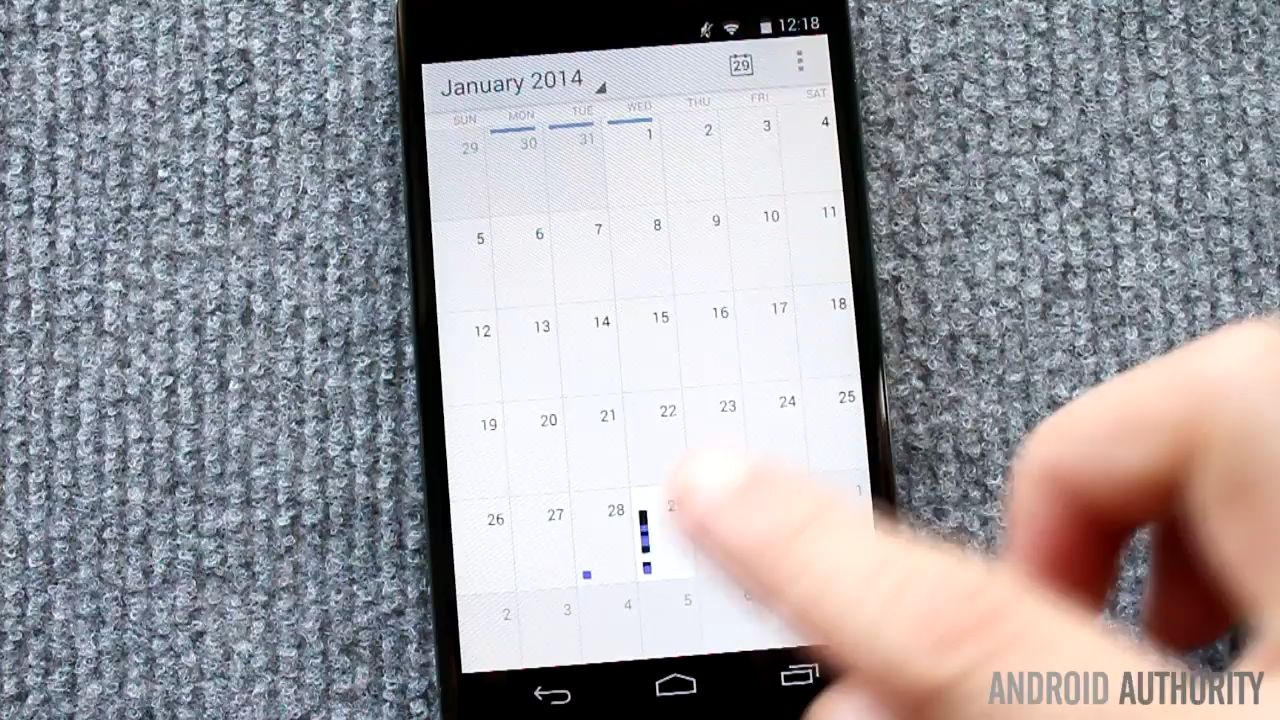 12:18
January 2014
29
SUN MON TUE WED THU FRI SAT
29 30 31 1 2 3 4
5 6 7 8 9 10 11
12 13 14 15 16 17 18
19 20 21 22 23 24 25
26 27 28 1
2 3 4 5
ANDROID AUTHORITY